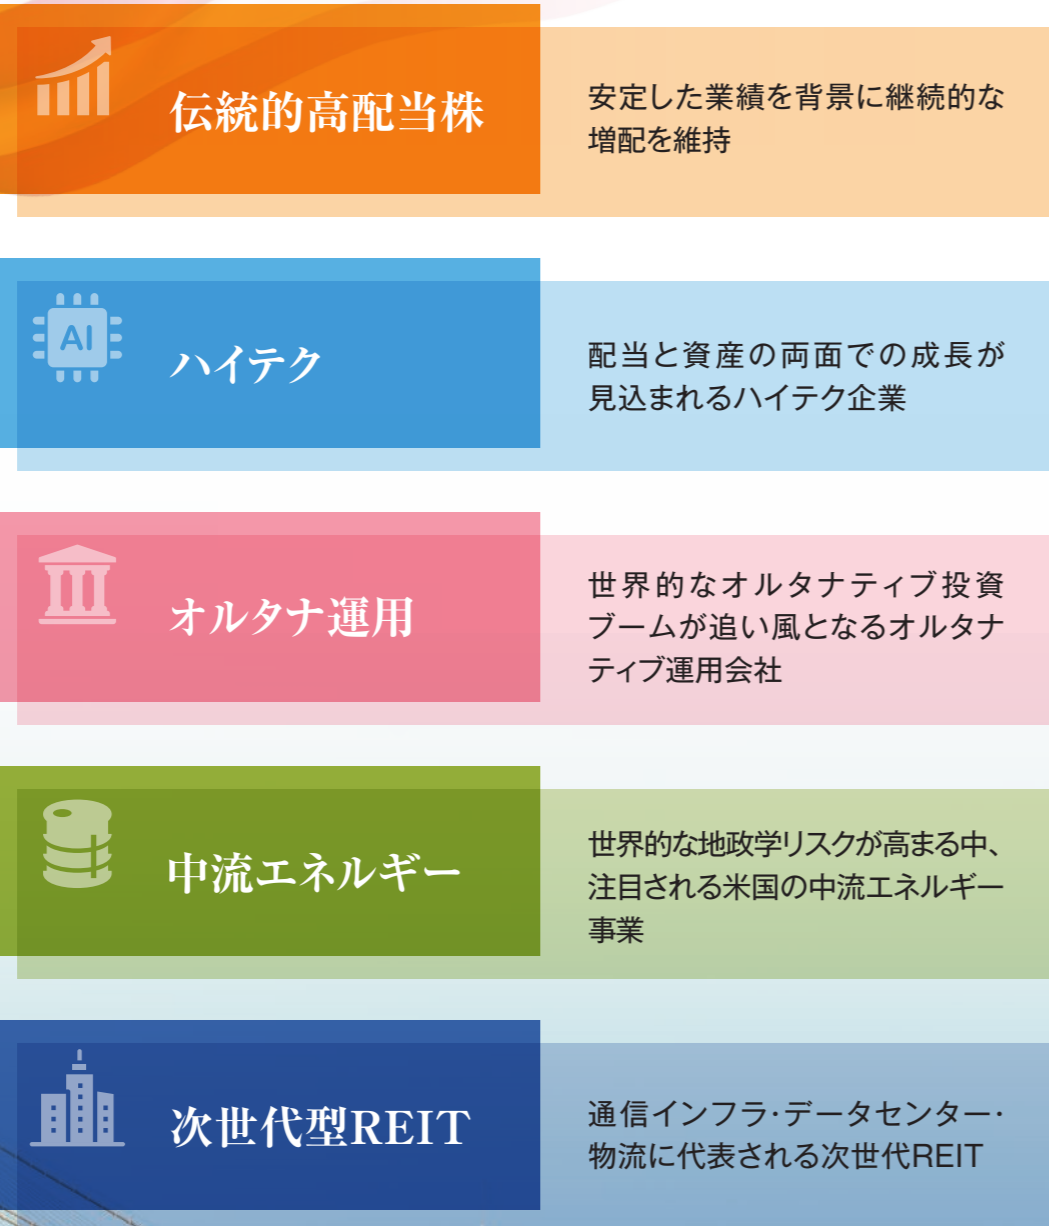 伝統的高配当株
安定した業績を背景に継続的な
増配を維持
AI
ハイテク
配当と資産の両面での成長が
見込まれるハイテク企業
オルタナ運用
世界的なオルタナティブ投資
ブームが追い風となるオルタナ
ティブ運用会社
中流エネルギー
世界的な地政学リスクが高まる中、
注目される米国の中流エネルギー
事業
次世代型REIT
通信インフラ・データセンター・
物流に代表される次世代REIT